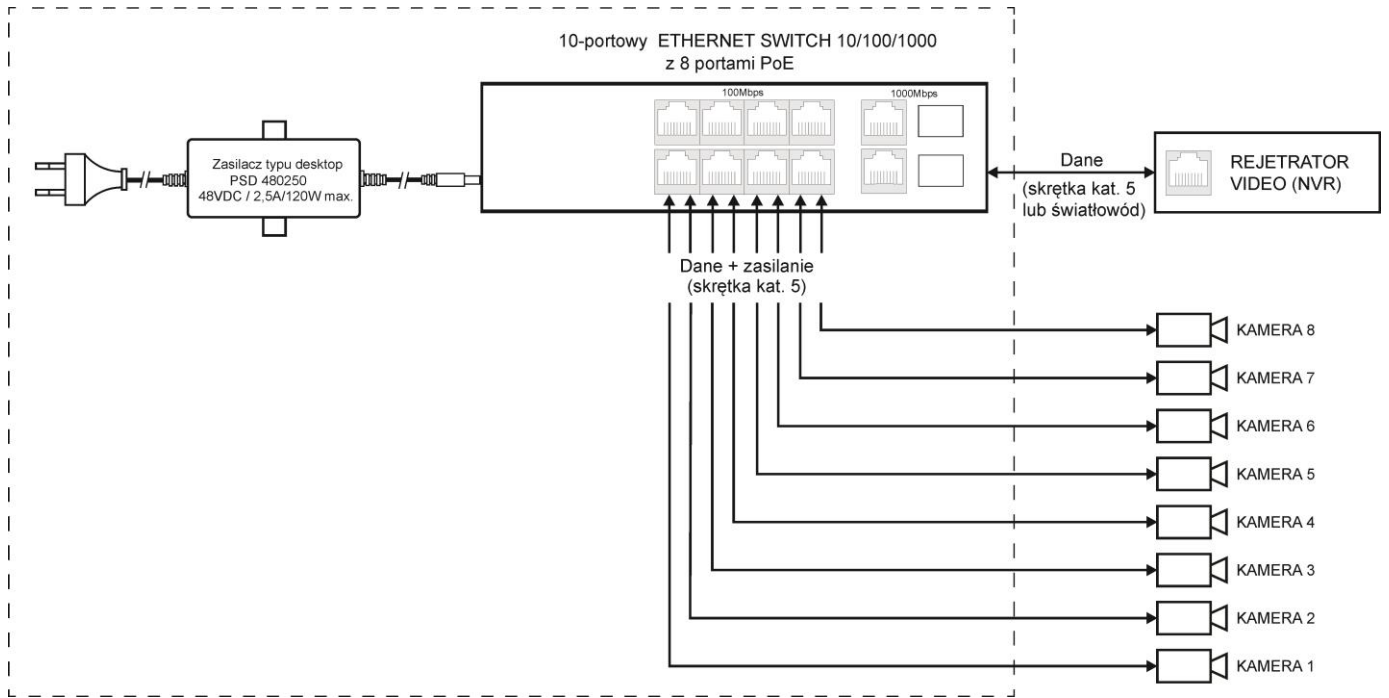 10-portowy ETHERNET SWITCH 10/100/1000
z 8 portami PoE
100Mbps
1000Mbps
Zasilacz typu desktop
PSD 480250
48VDC / 2,5A/120W max.
Dane
(skrętka kat. 5
lub światłowód)
REJETRATOR
VIDEO (NVR)
Dane + zasilanie
(skrętka kat. 5)
KAMERA 8
KAMERA 7
KAMERA 6
KAMERA 5
KAMERA 4
KAMERA 3
KAMERA 2
KAMERA 1